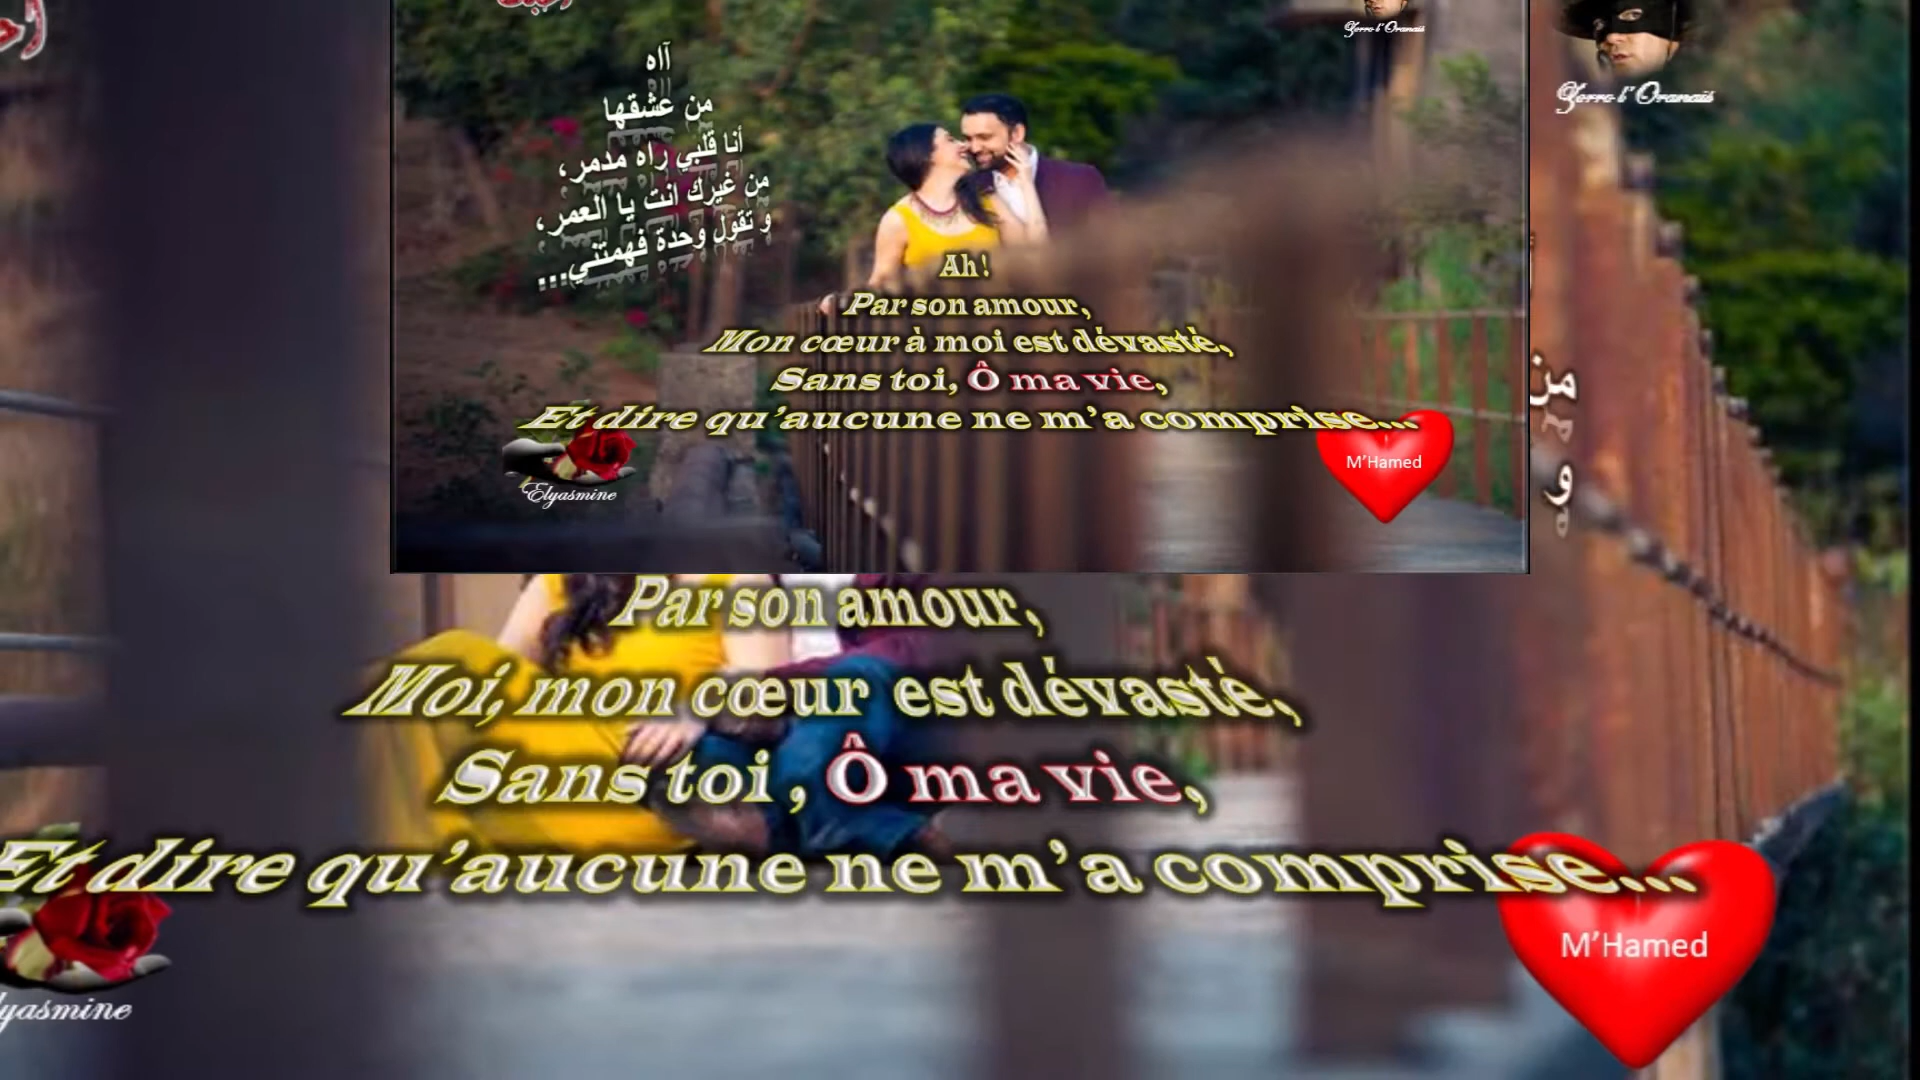 Zorro l'Oranais
Zorro l'Oranais
آاه
من عشقها
أنا قلبي راه مدمر،
من غيرك انت يا العمر،
و تقول وحدة فهمتني...
Ah !
Par son amour,
Mon cœur à moi est dévasté,
Sans toi, Ô ma vie,
Et dire qu'aucune ne m'a comprise...
M'Hamed
Elyasmine
من
Par son amour,
Moi, mon cœur est dévasté,
Sans toi , Ô ma vie,
Et dire qu'aucune ne m'a comprise...
M'Hamed
lyasmine